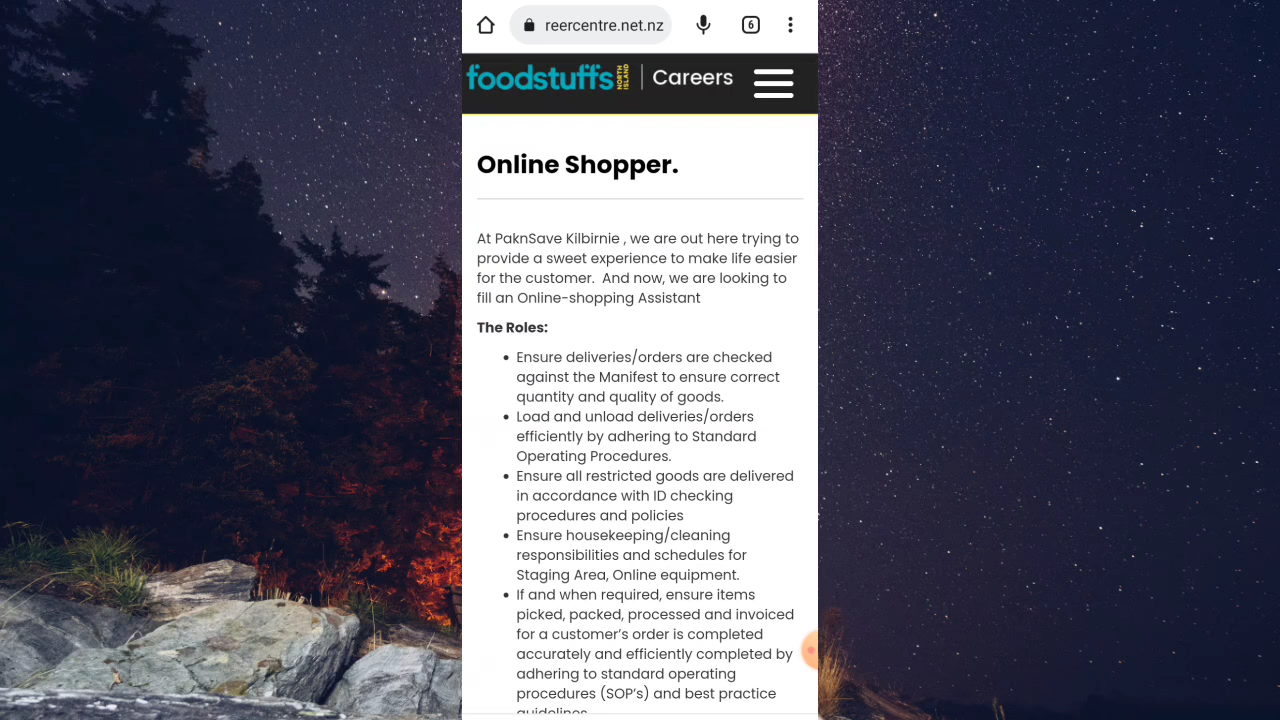 reercentre.net.nz
6
foodstuffs NORTH ISLAND | Careers
Online Shopper.
At PaknSave Kilbirnie , we are out here trying to
provide a sweet experience to make life easier
for the customer.  And now, we are looking to
fill an Online-shopping Assistant
The Roles:
• Ensure deliveries/orders are checked
against the Manifest to ensure correct
quantity and quality of goods.
• Load and unload deliveries/orders
efficiently by adhering to Standard
Operating Procedures.
• Ensure all restricted goods are delivered
in accordance with ID checking
procedures and policies
• Ensure housekeeping/cleaning
responsibilities and schedules for
Staging Area, Online equipment.
• If and when required, ensure items
picked, packed, processed and invoiced
for a customer’s order is completed
accurately and efficiently completed by
adhering to standard operating
procedures (SOP’s) and best practice
guidelines